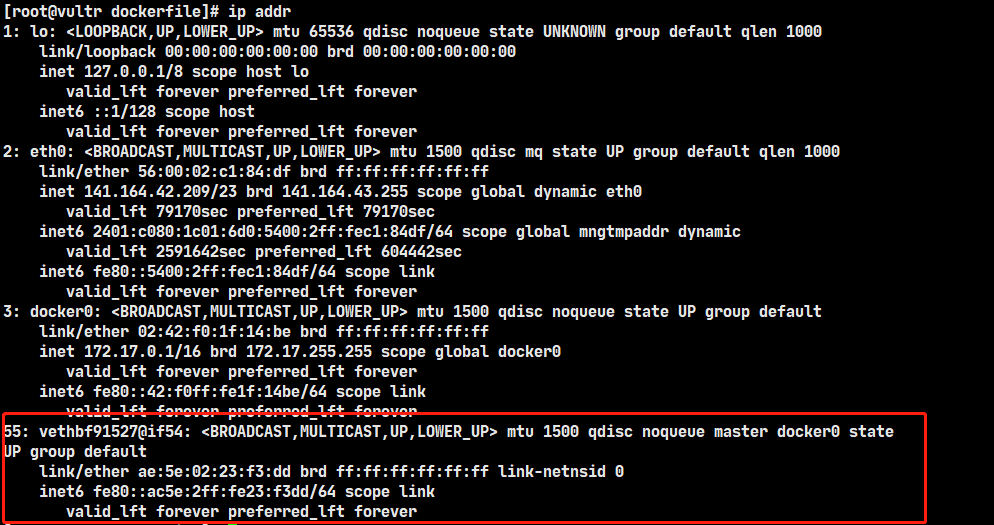 [root@vultr dockerfile]# ip addr
1: lo: <LOOPBACK,UP,LOWER_UP> mtu 65536 qdisc noqueue state UNKNOWN group default qlen 1000
    link/loopback 00:00:00:00:00:00 brd 00:00:00:00:00:00
    inet 127.0.0.1/8 scope host lo
       valid_lft forever preferred_lft forever
    inet6 ::1/128 scope host
       valid_lft forever preferred_lft forever
2: eth0: <BROADCAST,MULTICAST,UP,LOWER_UP> mtu 1500 qdisc mq state UP group default qlen 1000
    link/ether 56:00:02:c1:84:df brd ff:ff:ff:ff:ff:ff
    inet 141.164.42.209/23 brd 141.164.43.255 scope global dynamic eth0
       valid_lft 79170sec preferred_lft 79170sec
    inet6 2401:c080:1c01:6d0:5400:2ff:fec1:84df/64 scope global mngtmpaddr dynamic
       valid_lft 2591642sec preferred_lft 604442sec
    inet6 fe80::5400:2ff:fec1:84df/64 scope link
       valid_lft forever preferred_lft forever
3: docker0: <BROADCAST,MULTICAST,UP,LOWER_UP> mtu 1500 qdisc noqueue state UP group default
    link/ether 02:42:f0:1f:14:be brd ff:ff:ff:ff:ff:ff
    inet 172.17.0.1/16 brd 172.17.255.255 scope global docker0
       valid_lft forever preferred_lft forever
    inet6 fe80::42:f0ff:fe1f:14be/64 scope link
       valid_lft forever preferred_lft forever
55: vethbf91527@if54: <BROADCAST,MULTICAST,UP,LOWER_UP> mtu 1500 qdisc noqueue master docker0 state
UP group default
    link/ether ae:5e:02:23:f3:dd brd ff:ff:ff:ff:ff:ff link-netnsid 0
    inet6 fe80::ac5e:2ff:fe23:f3dd/64 scope link
       valid_lft forever preferred_lft forever